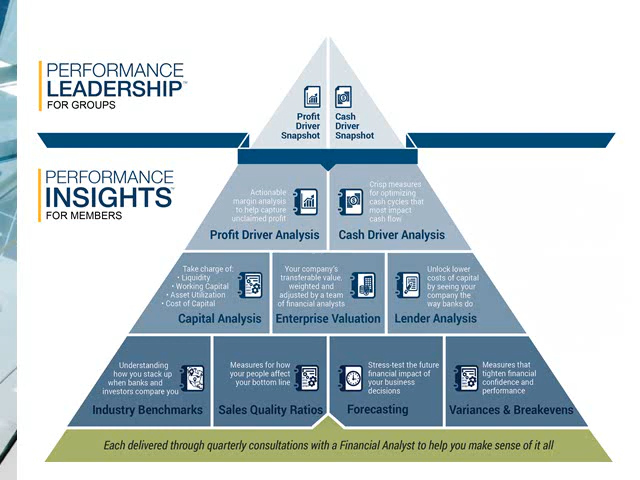 PERFORMANCE
LEADERSHIP™
FOR GROUPS
Profit
Driver
Snapshot
Cash
Driver
Snapshot
PERFORMANCE
INSIGHTS™
FOR MEMBERS
Actionable
margin analysis
to help capture
unclaimed profit
Profit Driver Analysis
Crisp measures
for optimizing
cash cycles that
most impact
cash flow
Cash Driver Analysis
Take charge of:
• Liquidity
• Working Capital
• Asset Utilization
• Cost of Capital
Capital Analysis
Your company's
transferable value,
weighted and
adjusted by a team
of financial analysts
Enterprise Valuation
Unlock lower
costs of capital
by seeing your
company the
way banks do
Lender Analysis
Understanding
how you stack up
when banks and
investors compare you
Industry Benchmarks
Measures for how
your people affect
your bottom line
Sales Quality Ratios
Stress-test the future
financial impact of
your business
decisions
Forecasting
Measures that
tighten financial
confidence and
performance
Variances & Breakevens
Each delivered through quarterly consultations with a Financial Analyst to help you make sense of it all